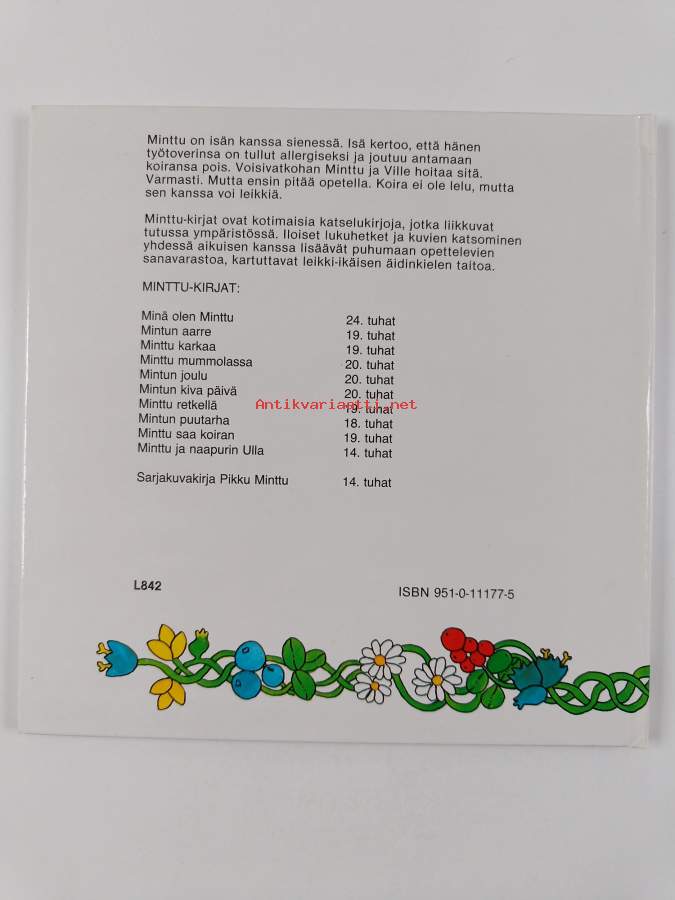 Minttu on isän kanssa sienessä. Isä kertoo, että hänen
työtoverinsa on tullut allergiseksi ja joutuu antamaan
koiransa pois. Voisivatkohan Minttu ja Ville hoitaa sitä.
Varmasti. Mutta ensin pitää opetella. Koira ei ole lelu, mutta
sen kanssa voi leikkiä.
Minttu-kirjat ovat kotimaisia katselukirjoja, jotka liikkuvat
tutussa ympäristössä. Iloiset lukuhetket ja kuvien katsominen
yhdessä aikuisen kanssa lisäävät puhumaan opettelevien
sanavarastoa, kartuttavat leikki-ikäisen äidinkielen taitoa.
MINTTU-KIRJAT:
Minä olen Minttu 24. tuhat
Mintun aarre 19. tuhat
Minttu karkaa 19. tuhat
Minttu mummolassa 20. tuhat
Mintun joulu 20. tuhat
Mintun kiva päivä 20. tuhat
Minttu retkellä 19. tuhat
Antikvariaatti.net
Mintun puutarha 18. tuhat
Minttu saa koiran 19. tuhat
Minttu ja naapurin Ulla 14. tuhat
Sarjakuvakirja Pikku Minttu 14. tuhat
L842
ISBN 951-0-11177-5